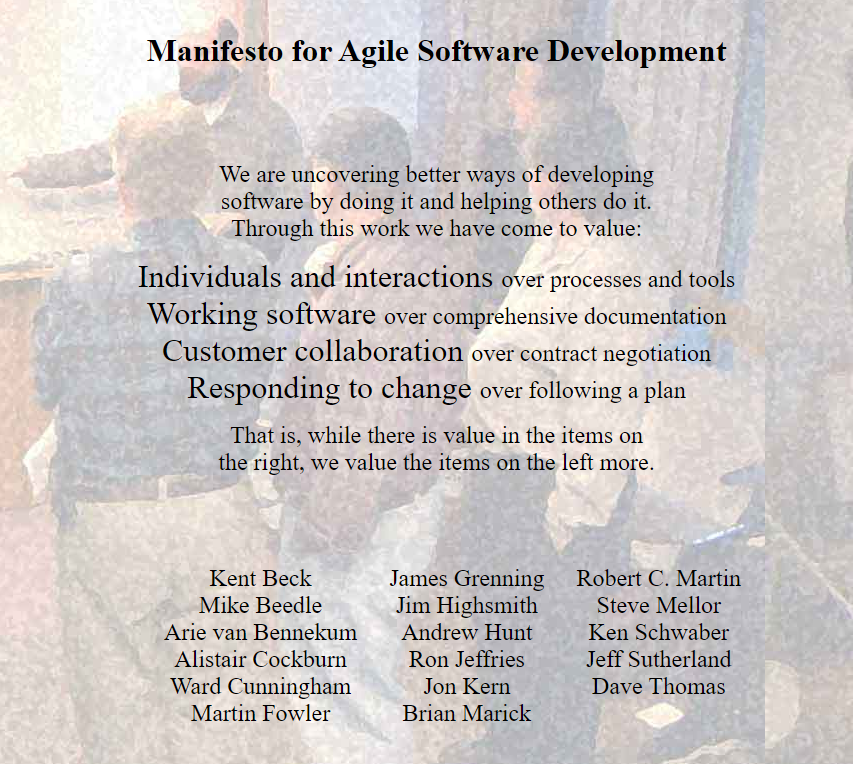 Manifesto for Agile Software Development
We are uncovering better ways of developing
software by doing it and helping others do it.
Through this work we have come to value:
Individuals and interactions over processes and tools
Working software over comprehensive documentation
Customer collaboration over contract negotiation
Responding to change over following a plan
That is, while there is value in the items on
the right, we value the items on the left more.
Kent Beck
Mike Beedle
Arie van Bennekum
Alistair Cockburn
Ward Cunningham
Martin Fowler
James Grenning
Jim Highsmith
Andrew Hunt
Ron Jeffries
Jon Kern
Brian Marick
Robert C. Martin
Steve Mellor
Ken Schwaber
Jeff Sutherland
Dave Thomas